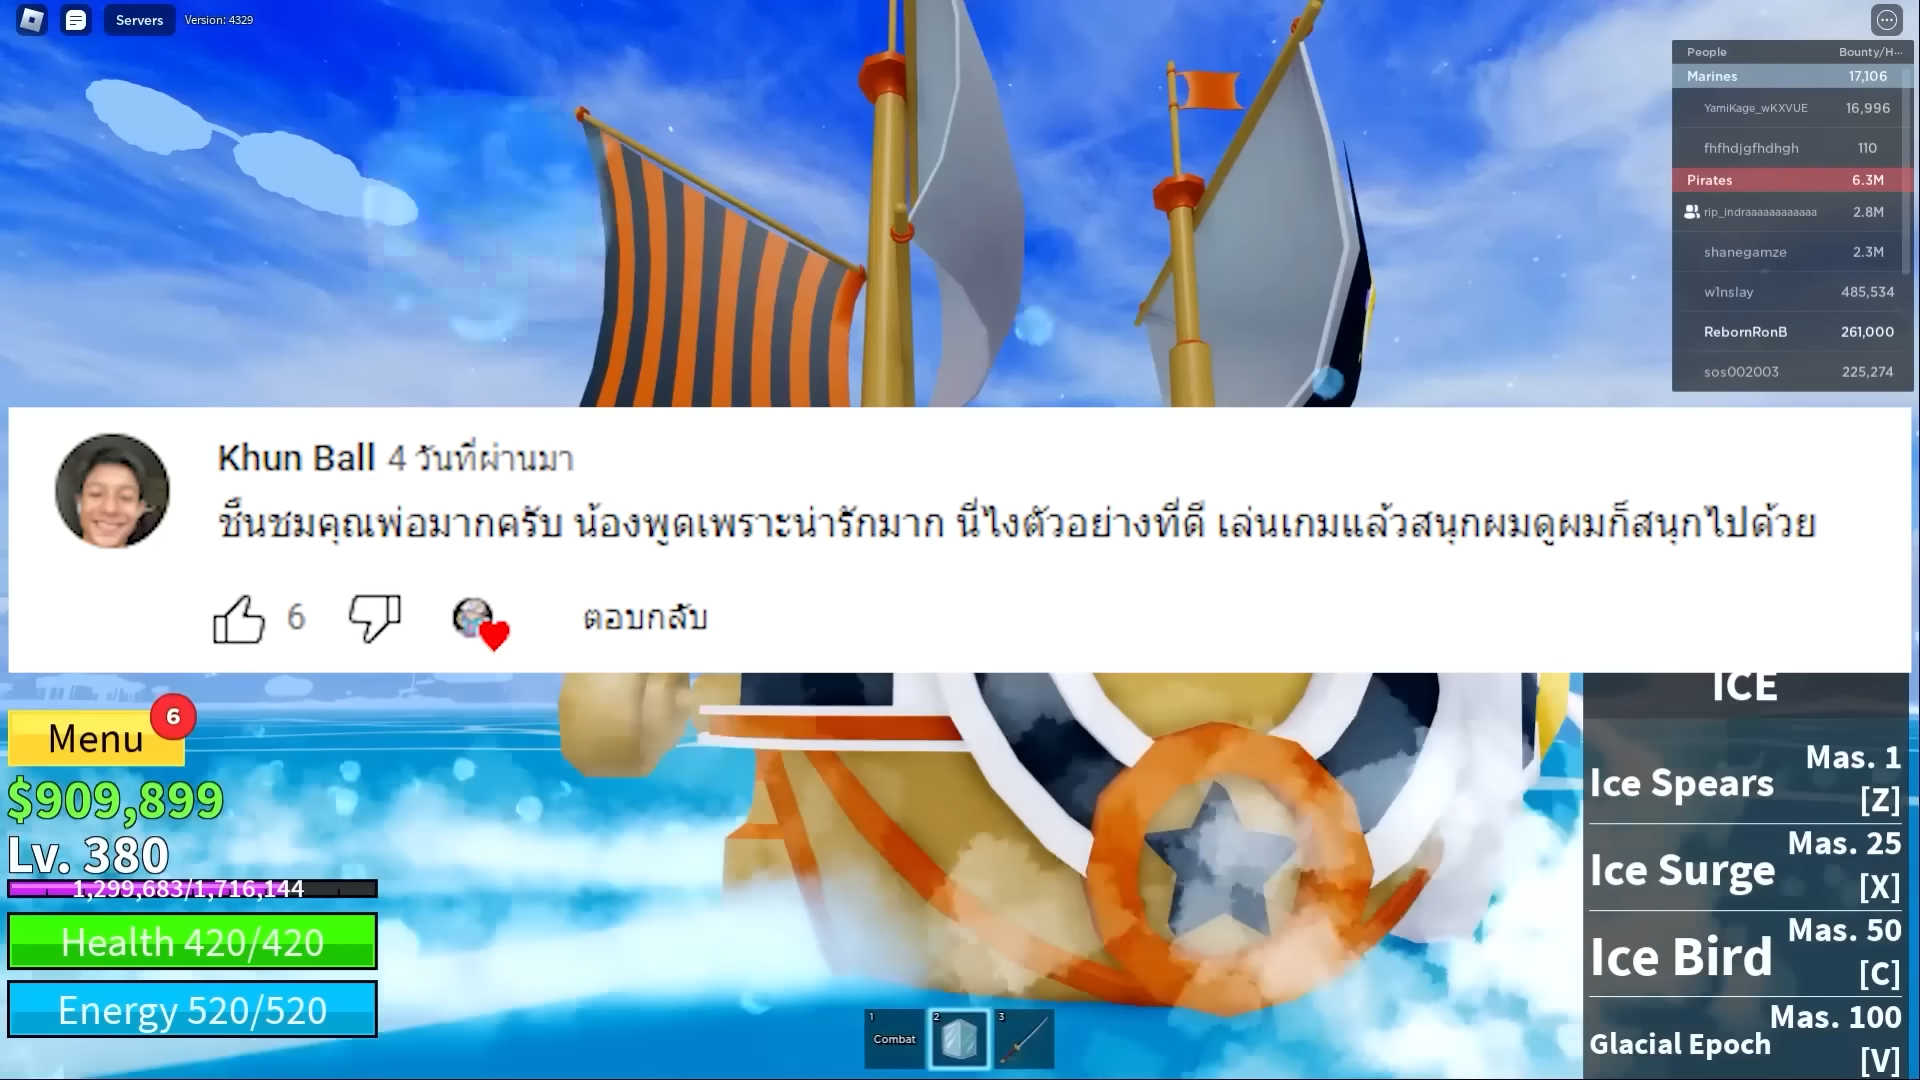 Servers
Version: 4329
People Bounty/H...
Marines 17,106
YamiKage_wKXVUE 16,996
fhfhdjgfhdhgh 110
Pirates 6.3M
rip_indraaaaaaaaaaaa 2.8M
shanegamze 2.3M
w1nslay 485,534
RebornRonB 261,000
sos002003 225,274
Khun Ball 4 วันที่ผ่านมา
ชื่นชมคุณพ่อมากครับ น้องพูดเพราะน่ารักมาก นี่ไงตัวอย่างที่ดี เล่นเกมแล้วสนุกผมดูผมก็สนุกไปด้วย
6
ตอบกลับ
Menu 6
$909,899
Lv. 380
1,299,683/1,716,144
Health 420/420
Energy 520/520
1 Combat
2
3
ICE
Ice Spears Mas. 1 [Z]
Ice Surge Mas. 25 [X]
Ice Bird Mas. 50 [C]
Glacial Epoch Mas. 100 [V]